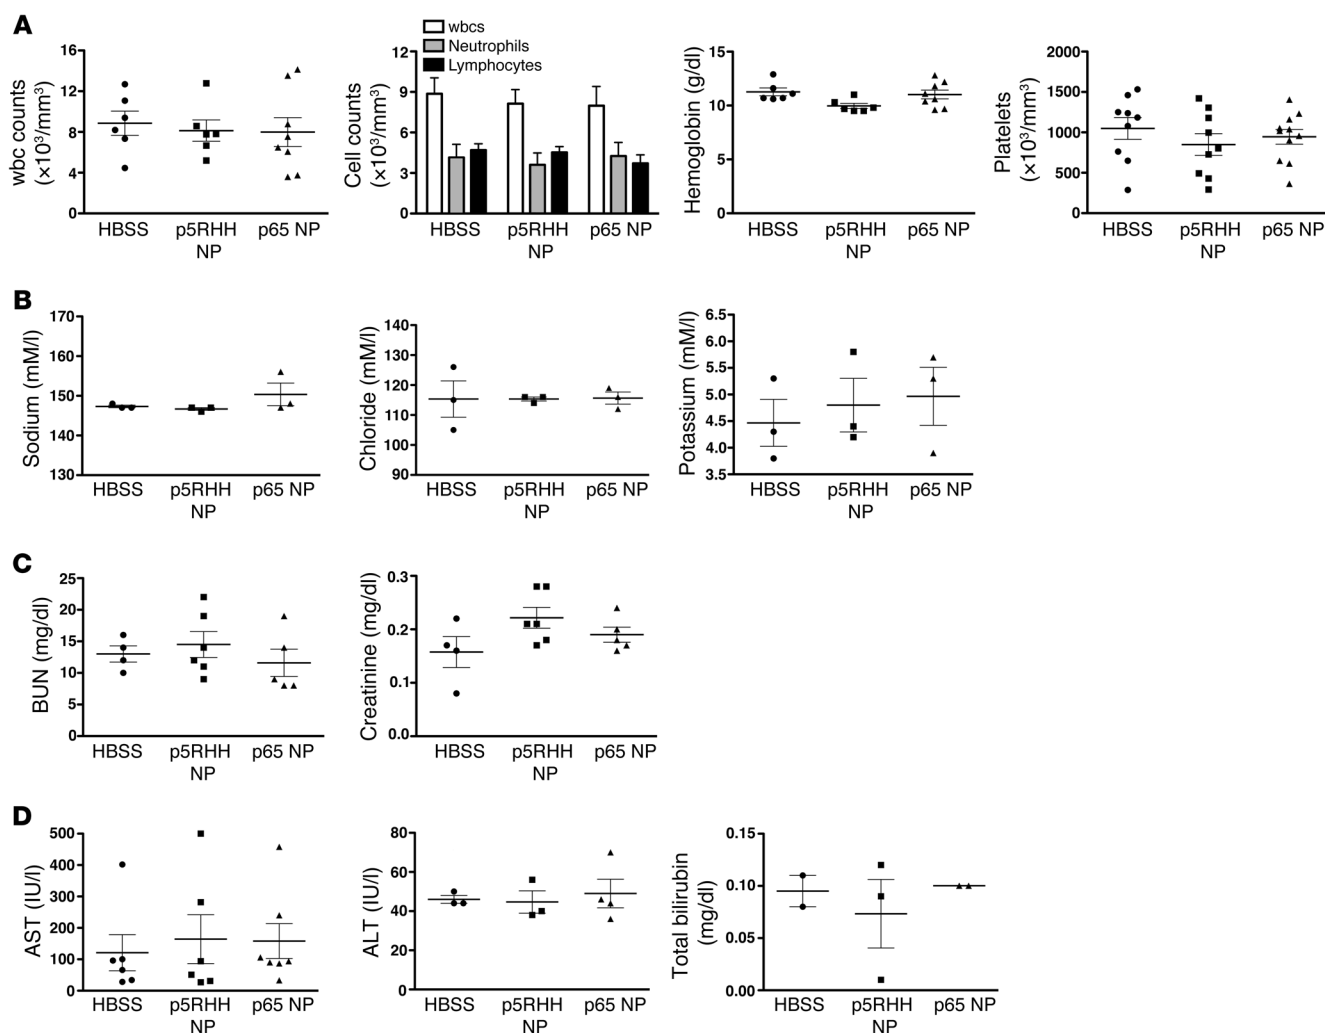 A
wbc counts
(×10³/mm³)
16
12
8
4
0
HBSS
p5RHH
NP
p65 NP
wbcs
Neutrophils
Lymphocytes
Cell counts
(×10³/mm³)
12
9
6
3
0
HBSS
p5RHH
NP
p65 NP
Hemoglobin (g/dl)
15
10
5
0
HBSS
p5RHH
NP
p65 NP
Platelets
(×10³/mm³)
2000
1500
1000
500
0
HBSS
p5RHH
NP
p65 NP
B
Sodium (mM/l)
170
160
150
140
130
HBSS
p5RHH
NP
p65 NP
Chloride (mM/l)
140
130
120
110
100
90
HBSS
p5RHH
NP
p65 NP
Potassium (mM/l)
6.5
6.0
5.5
5.0
4.5
4.0
3.5
HBSS
p5RHH
NP
p65 NP
C
BUN (mg/dl)
25
20
15
10
5
0
HBSS
p5RHH
NP
p65 NP
Creatinine (mg/dl)
0.3
0.2
0.1
0.0
HBSS
p5RHH
NP
p65 NP
D
AST (IU/l)
500
400
300
200
100
0
HBSS
p5RHH
NP
p65 NP
ALT (IU/l)
80
60
40
20
0
HBSS
p5RHH
NP
p65 NP
Total bilirubin
(mg/dl)
0.15
0.10
0.05
0.00
HBSS
p5RHH
NP
p65 NP